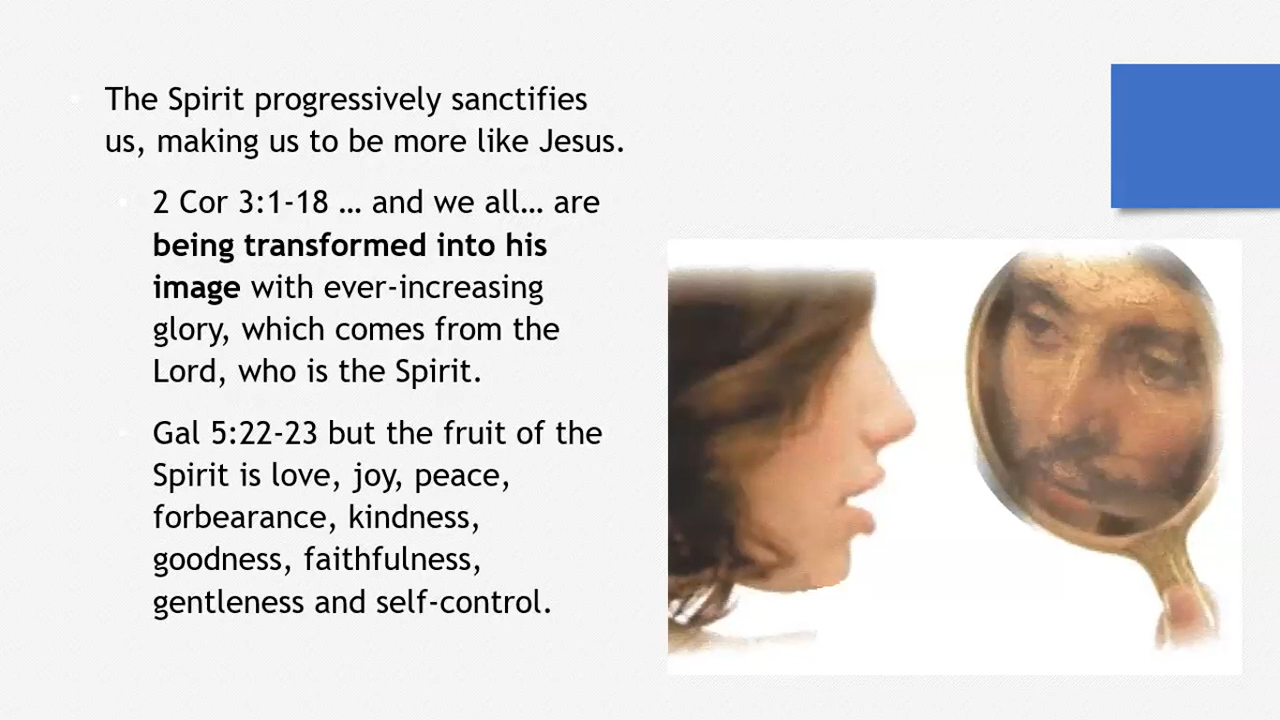 The Spirit progressively sanctifies
us, making us to be more like Jesus.
2 Cor 3:1-18 … and we all… are
being transformed into his
image with ever-increasing
glory, which comes from the
Lord, who is the Spirit.
Gal 5:22-23 but the fruit of the
Spirit is love, joy, peace,
forbearance, kindness,
goodness, faithfulness,
gentleness and self-control.